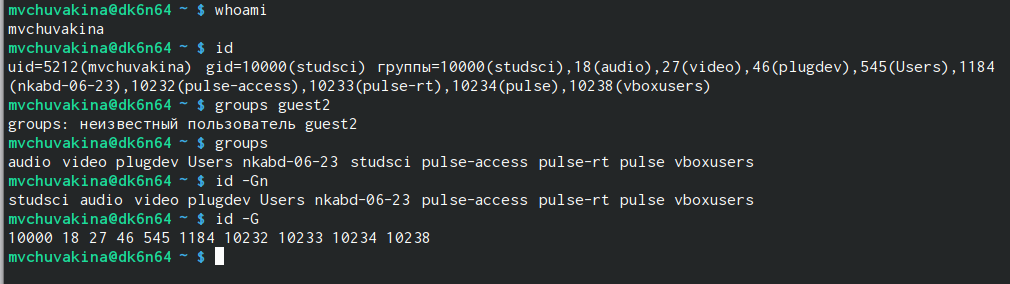 mvchuvakina@dk6n64 ~ $ whoami
mvchuvakina
mvchuvakina@dk6n64 ~ $ id
uid=5212(mvchuvakina) gid=10000(studsci) группы=10000(studsci),18(audio),27(video),46(plugdev),545(Users),1184
(nkabd-06-23),10232(pulse-access),10233(pulse-rt),10234(pulse),10238(vboxusers)
mvchuvakina@dk6n64 ~ $ groups guest2
groups: неизвестный пользователь guest2
mvchuvakina@dk6n64 ~ $ groups
audio video plugdev Users nkabd-06-23 studsci pulse-access pulse-rt pulse vboxusers
mvchuvakina@dk6n64 ~ $ id -Gn
studsci audio video plugdev Users nkabd-06-23 pulse-access pulse-rt pulse vboxusers
mvchuvakina@dk6n64 ~ $ id -G
10000 18 27 46 545 1184 10232 10233 10234 10238
mvchuvakina@dk6n64 ~ $